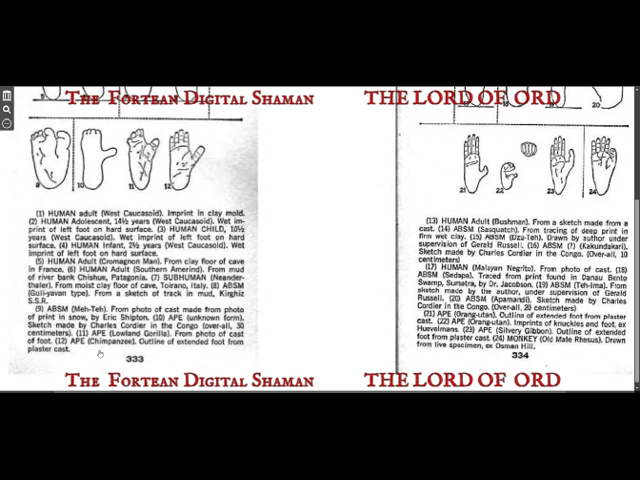 THE FORTEAN DIGITAL SHAMAN
THE LORD OF ORD
20
9
10
11
12
21
22
23
24
(1) HUMAN adult (West Caucasoid). Imprint in clay mold.
(2) HUMAN Adolescent, 14½ years (West Caucasoid). Wet im-
print of left foot on hard surface. (3) HUMAN CHILD, 10½
years (West Caucasoid). Wet imprint of left foot on hard
surface. (4) HUMAN Infant, 2½ years (West Caucasoid). Wet
imprint of left foot on hard surface.
(5) HUMAN Adult (Cromagnon Man). From clay floor of cave
in France. (6) HUMAN Adult (Southern Amerind). From mud
of river bank Chishue, Patagonia. (7) SUBHUMAN (Neander-
thaler). From moist clay floor cave, Toirano, Italy. (8) ABSM
(Guli-yavan type). From a sketch of track in mud, Kirghiz
S.S.R.
(9) ABSM (Meh-Teh). From photo of cast made from photo
of print in snow, by Eric Shipton. (10) APE (unknown form).
Sketch made by Charles Cordier in the Congo (over-all, 30
centimeters). (11) APE (Lowland Gorilla). From photo of cast
of foot. (12) APE (Chimpanzee). Outline of extended foot from
plaster cast.
333
(13) HUMAN Adult (Bushman). From a sketch made from a
cast. (14) ABSM (Sasquatch). From tracing of deep print in
firm wet clay. (15) ABSM (Dzu-Teh). Drawn by author under
supervision of Gerald Russell. (16) ABSM (?) (Kakundakari).
Sketch made by Charles Cordier in the Congo. (Over-all, 10
centimeters)
(17) HUMAN (Malayan Negrito). From photo of cast. (18)
ABSM (Sedapa). Traced from print found in Danau Bento
Swamp, Sumatra, by Dr. Jacobson. (19) ABSM (Teh-lma). From
sketch made by the author, under supervision of Gerald
Russell. (20) ABSM (Apamandi). Sketch made by Charles
Cordier in the Congo. (Over-all, 20 centimeters)
(21) APE (Orang-utan). Outline of extended foot from plaster
cast. (22) APE (Orang-utan). Imprints of knuckles and foot, ex
Huevelmans. (23) APE (Silvery Gibbon). Outline of extended
foot from plaster cast. (24) MONKEY (Old Male Rhesus). Drawn
from live specimen, ex Osman Hill.
334
THE FORTEAN DIGITAL SHAMAN
THE LORD OF ORD